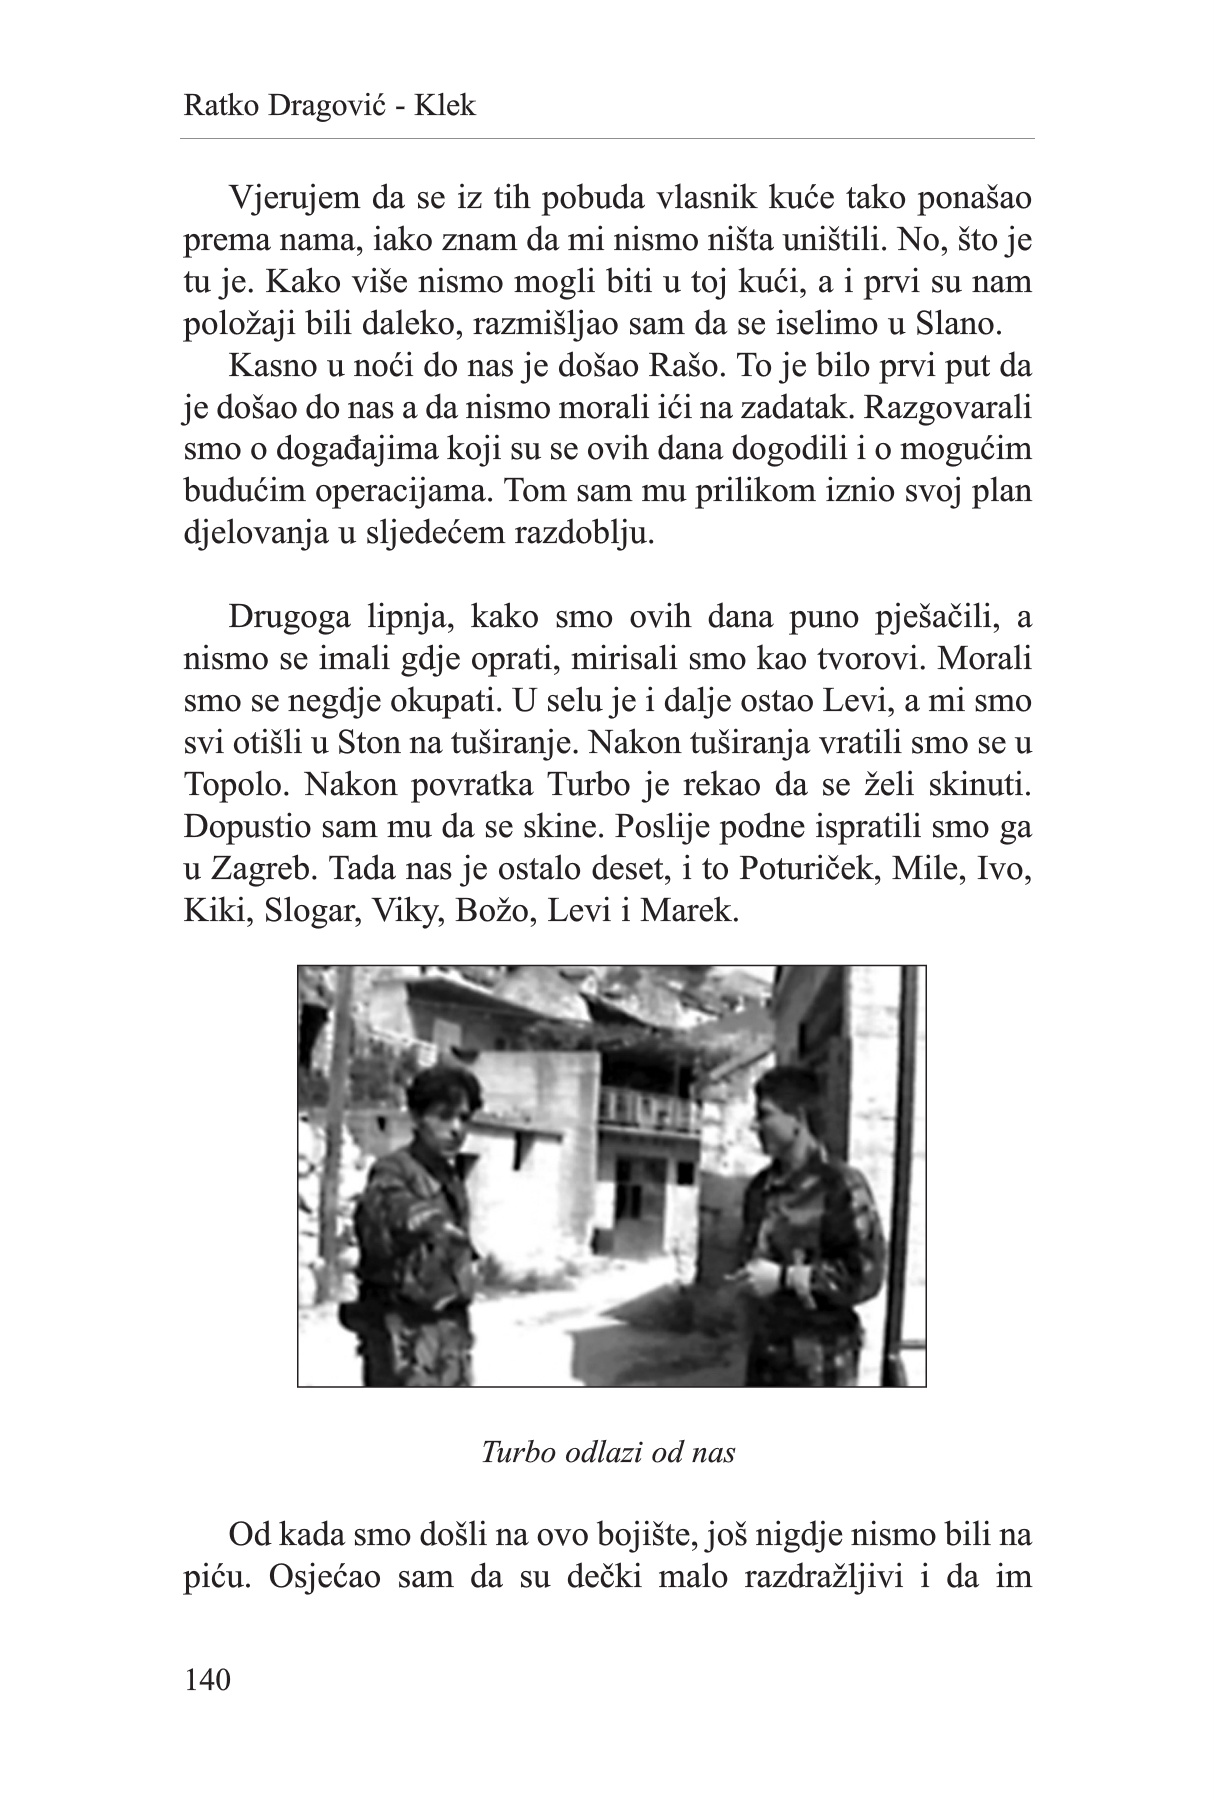 Ratko Dragović - Klek
Vjerujem da se iz tih pobuda vlasnik kuće tako ponašao
prema nama, iako znam da mi nismo ništa uništili. No, što je
tu je. Kako više nismo mogli biti u toj kući, a i prvi su nam
položaji bili daleko, razmišljao sam da se iselimo u Slano.
Kasno u noći do nas je došao Rašo. To je bilo prvi put da
je došao do nas a da nismo morali ići na zadatak. Razgovarali
smo o događajima koji su se ovih dana dogodili i o mogućim
budućim operacijama. Tom sam mu prilikom iznio svoj plan
djelovanja u sljedećem razdoblju.
Drugoga lipnja, kako smo ovih dana puno pješačili, a
nismo se imali gdje oprati, mirisali smo kao tvorovi. Morali
smo se negdje okupati. U selu je i dalje ostao Levi, a mi smo
svi otišli u Ston na tuširanje. Nakon tuširanja vratili smo se u
Topolo. Nakon povratka Turbo je rekao da se želi skinuti.
Dopustio sam mu da se skine. Poslije podne ispratili smo ga
u Zagreb. Tada nas je ostalo deset, i to Poturiček, Mile, Ivo,
Kiki, Slogar, Viky, Božo, Levi i Marek.
Turbo odlazi od nas
Od kada smo došli na ovo bojište, još nigdje nismo bili na
piću. Osjećao sam da su dečki malo razdražljivi i da im
140